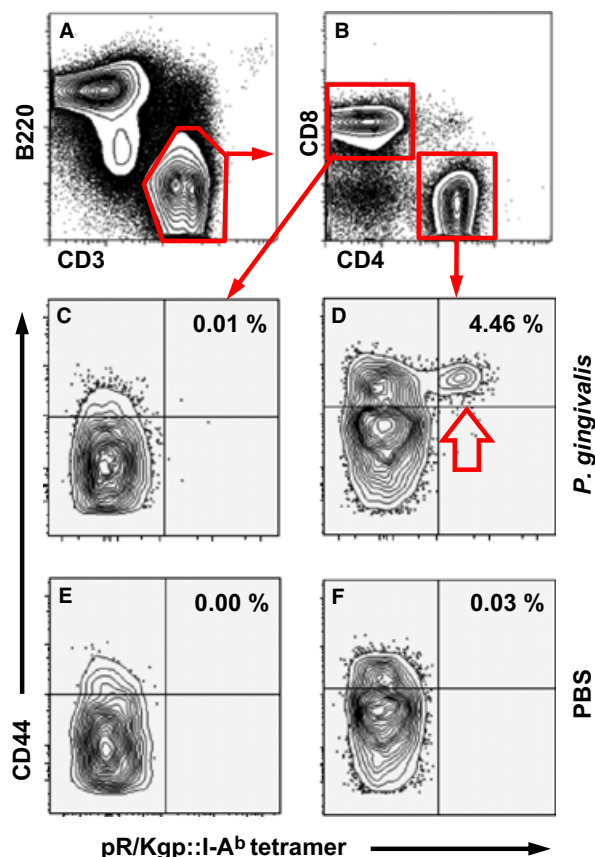 A
B
B220
CD8
CD3
CD4
C
0.01 %
D
4.46 %
P. gingivalis
E
0.00 %
F
0.03 %
PBS
CD44
pR/Kgp::I-Aᵇ tetramer